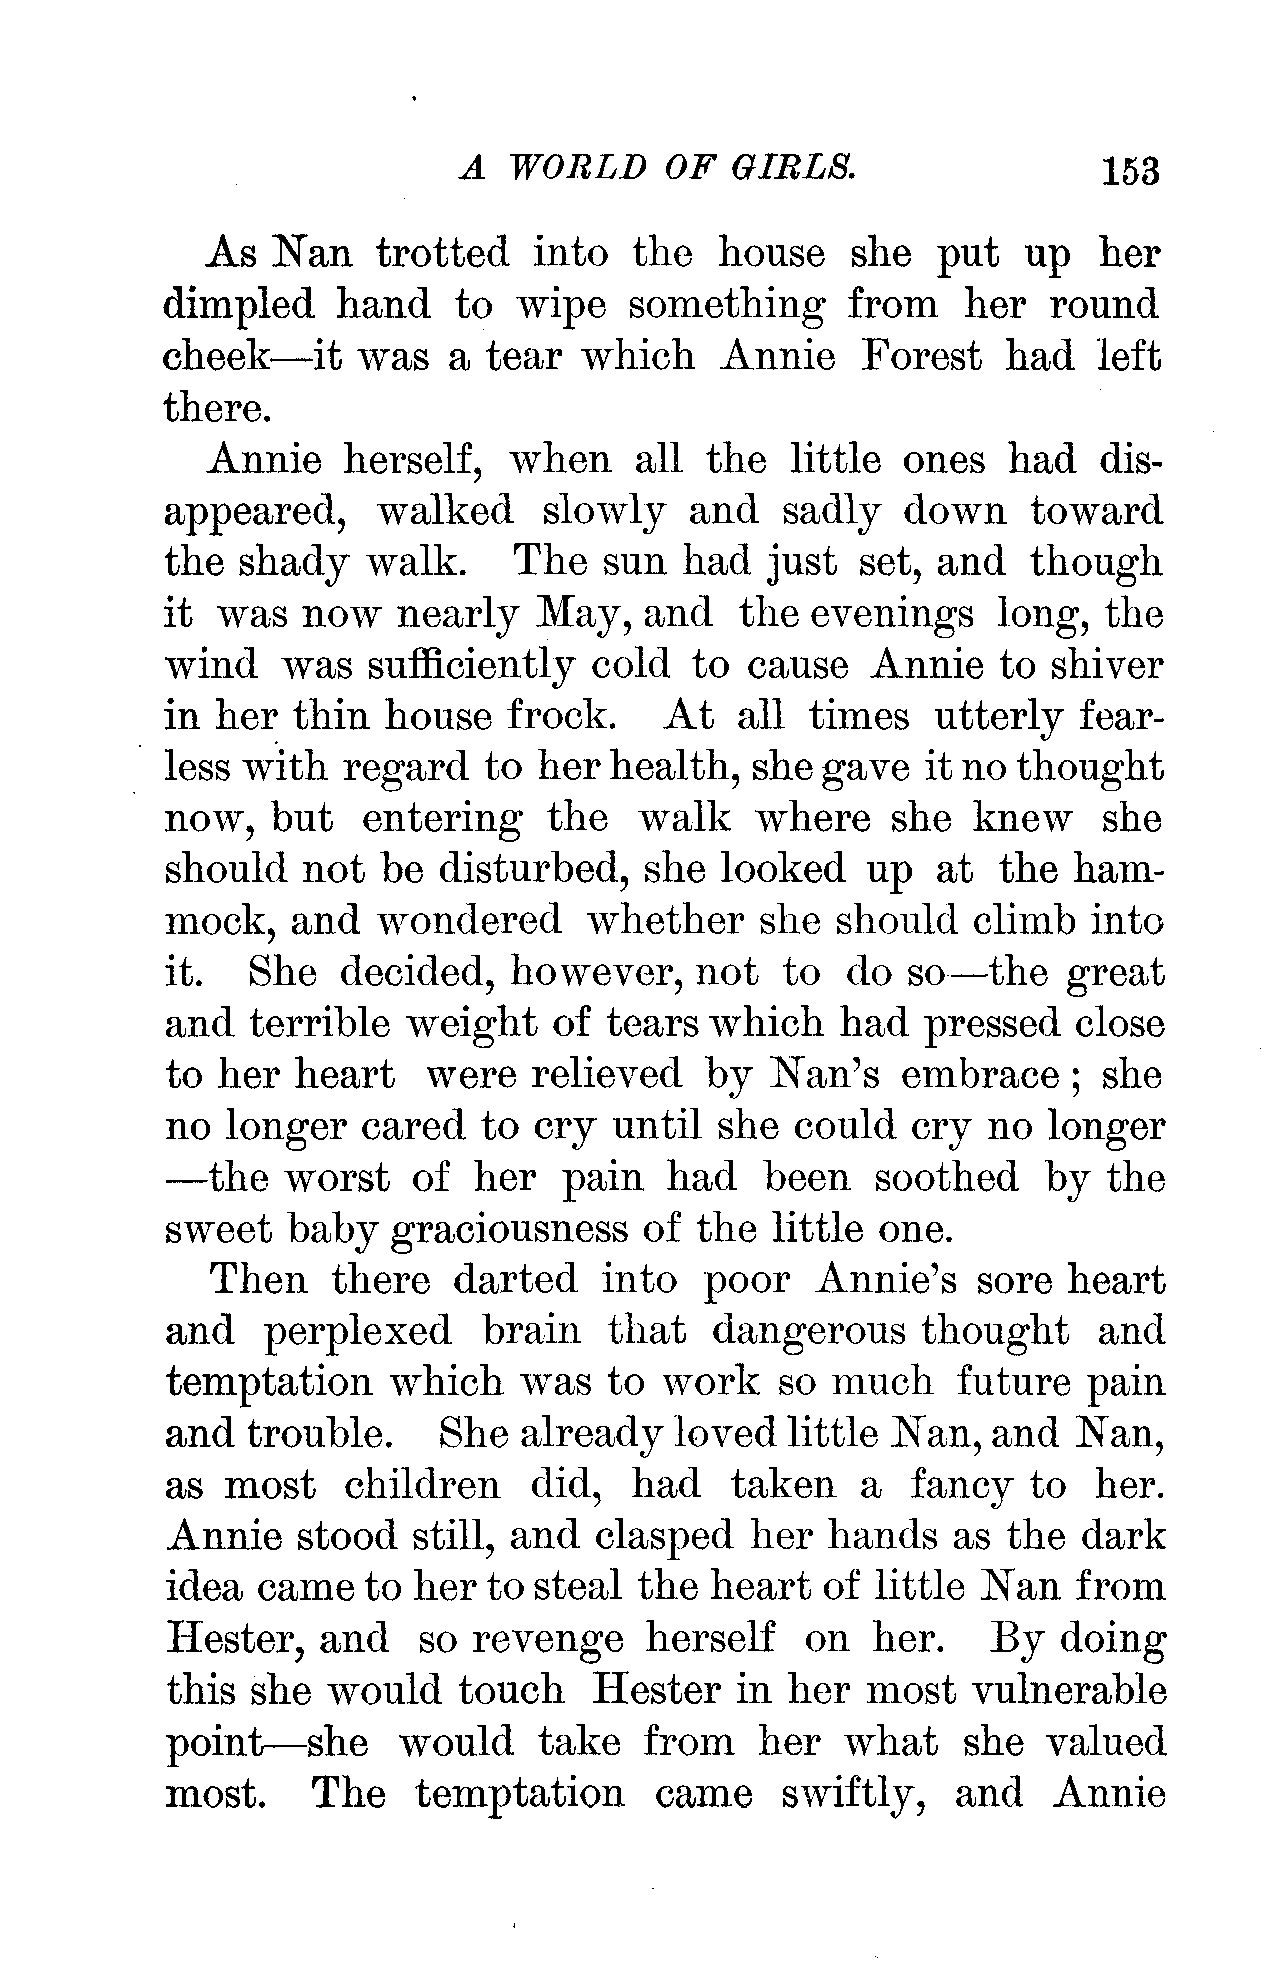 A WORLD OF GIRLS. 153
As Nan trotted into the house she put up her
dimpled hand to wipe something from her round
cheek—it was a tear which Annie Forest had left
there.
Annie herself, when all the little ones had dis-
appeared, walked slowly and sadly down toward
the shady walk. The sun had just set, and though
it was now nearly May, and the evenings long, the
wind was sufficiently cold to cause Annie to shiver
in her thin house frock. At all times utterly fear-
less with regard to her health, she gave it no thought
now, but entering the walk where she knew she
should not be disturbed, she looked up at the ham-
mock, and wondered whether she should climb into
it. She decided, however, not to do so—the great
and terrible weight of tears which had pressed close
to her heart were relieved by Nan's embrace; she
no longer cared to cry until she could cry no longer
—the worst of her pain had been soothed by the
sweet baby graciousness of the little one.
Then there darted into poor Annie's sore heart
and perplexed brain that dangerous thought and
temptation which was to work so much future pain
and trouble. She already loved little Nan, and Nan,
as most children did, had taken a fancy to her.
Annie stood still, and clasped her hands as the dark
idea came to her to steal the heart of little Nan from
Hester, and so revenge herself on her. By doing
this she would touch Hester in her most vulnerable
point—she would take from her what she valued
most. The temptation came swiftly, and Annie